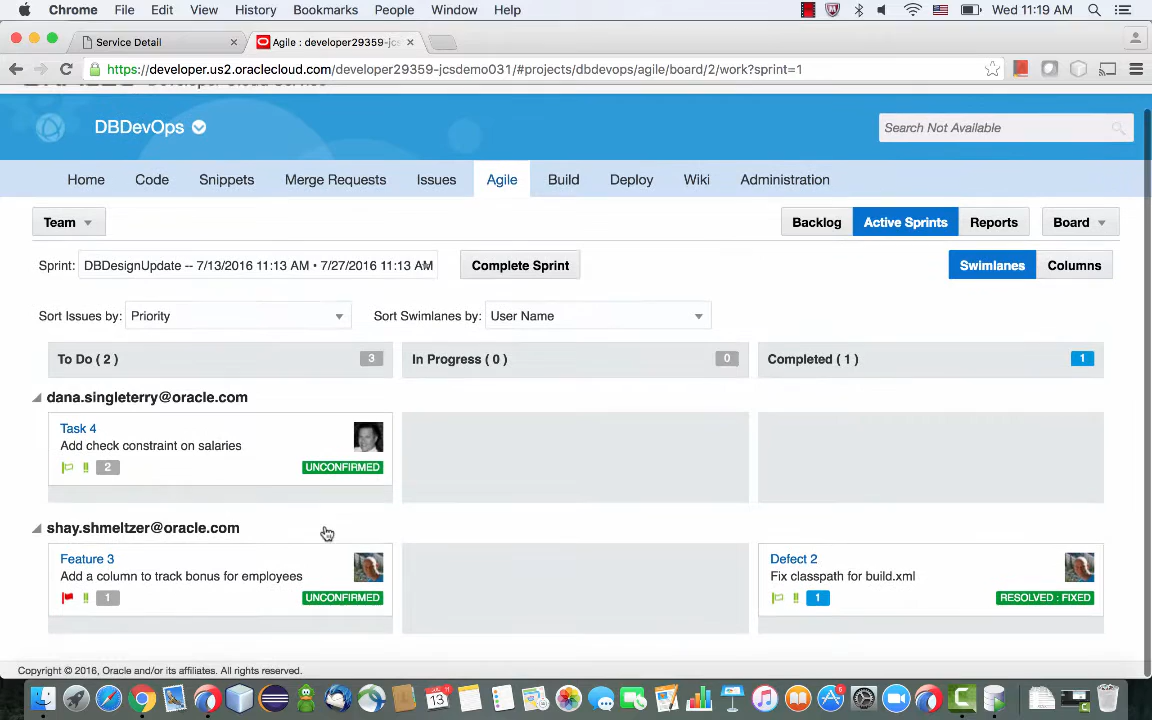 Chrome File Edit View History Bookmarks People Window Help Wed 11:19 AM
Service Detail Agile : developer29359-jcs
https://developer.us2.oraclecloud.com/developer29359-jcsdemo031/#projects/dbdevops/agile/board/2/work?sprint=1
DBDevOps Search Not Available
Home Code Snippets Merge Requests Issues Agile Build Deploy Wiki Administration
Team Backlog Active Sprints Reports Board
Sprint: DBDesignUpdate -- 7/13/2016 11:13 AM • 7/27/2016 11:13 AM Complete Sprint Swimlanes Columns
Sort Issues by: Priority Sort Swimlanes by: User Name
To Do ( 2 ) 3 In Progress ( 0 ) 0 Completed ( 1 ) 1
dana.singleterry@oracle.com
Task 4
Add check constraint on salaries
2 UNCONFIRMED
shay.shmeltzer@oracle.com
Feature 3 Defect 2
Add a column to track bonus for employees Fix classpath for build.xml
1 UNCONFIRMED 1 RESOLVED : FIXED
Copyright © 2016, Oracle and/or its affiliates. All rights reserved.
13